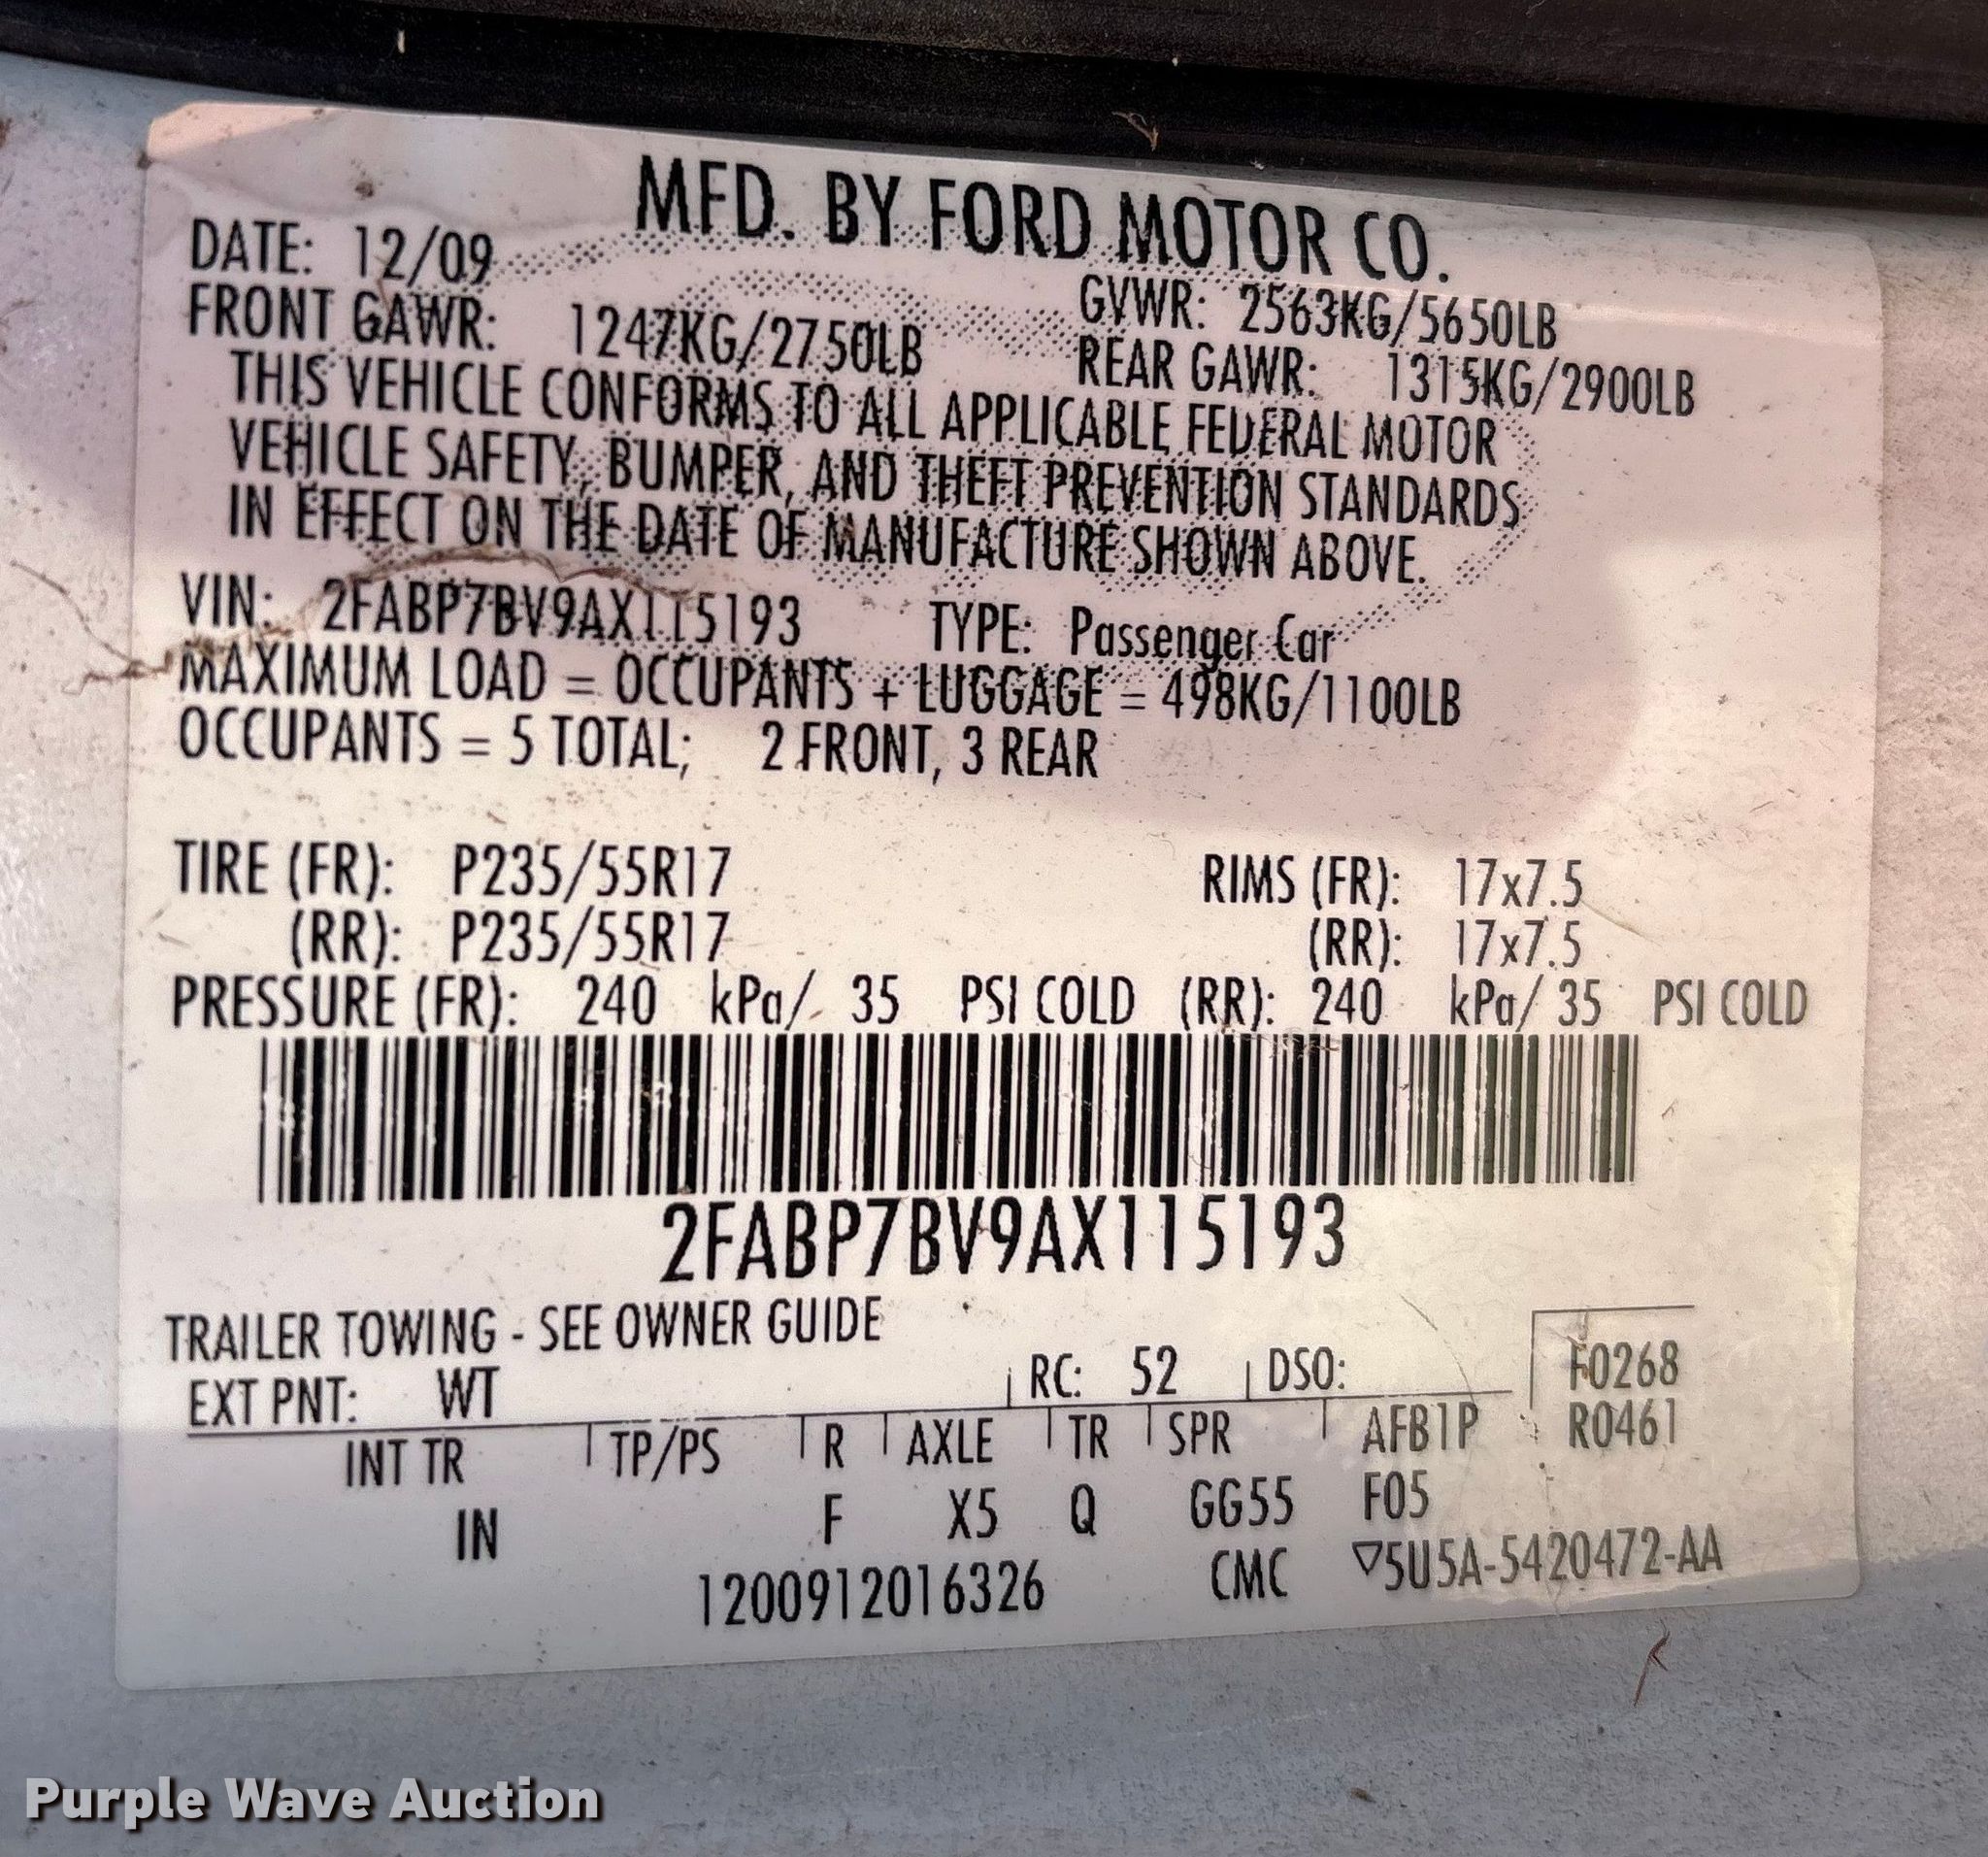 MFD. BY FORD MOTOR CO.
DATE: 12/09
GVWR: 2563KG/5650LB
FRONT GAWR: 1247KG/2750LB
REAR GAWR: 1315KG/2900LB
THIS VEHICLE CONFORMS TO ALL APPLICABLE FEDERAL MOTOR
VEHICLE SAFETY, BUMPER, AND THEFT PREVENTION STANDARDS
IN EFFECT ON THE DATE OF MANUFACTURE SHOWN ABOVE.
VIN: 2FABP7BV9AX115193 TYPE: Passenger Car
MAXIMUM LOAD = OCCUPANTS + LUGGAGE = 498KG/1100LB
OCCUPANTS = 5 TOTAL; 2 FRONT, 3 REAR
TIRE (FR): P235/55R17 RIMS (FR): 17x7.5
(RR): P235/55R17 (RR): 17x7.5
PRESSURE (FR): 240 kPa/ 35 PSI COLD (RR): 240 kPa/ 35 PSI COLD
2FABP7BV9AX115193
TRAILER TOWING - SEE OWNER GUIDE
EXT PNT: WT RC: 52 DSO: F0268
INT TR TP/PS R AXLE TR SPR AFB1P R0461
IN F X5 Q GG55 F05
1200912016326 CMC ▽5U5A-5420472-AA
Purple Wave Auction